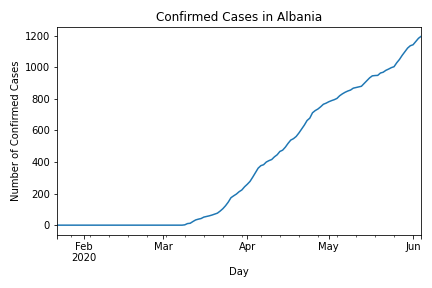 Confirmed Cases in Albania
1200
1000
800
600
400
200
0
Number of Confirmed Cases
Feb Mar Apr May Jun
2020
Day